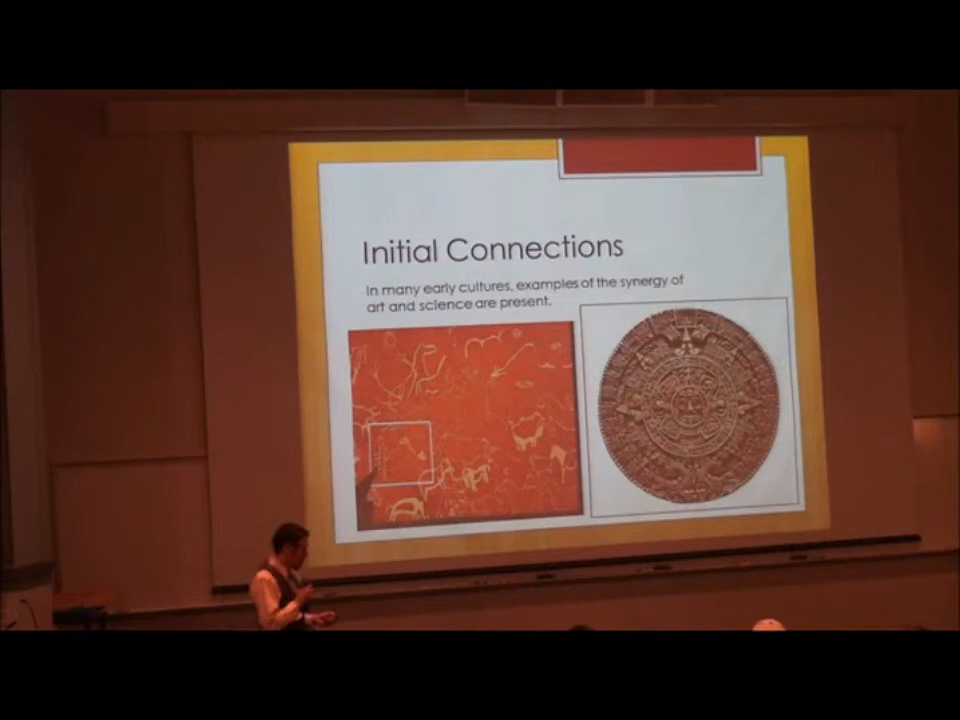 Initial Connections
In many early cultures, examples of the synergy of
art and science are present.